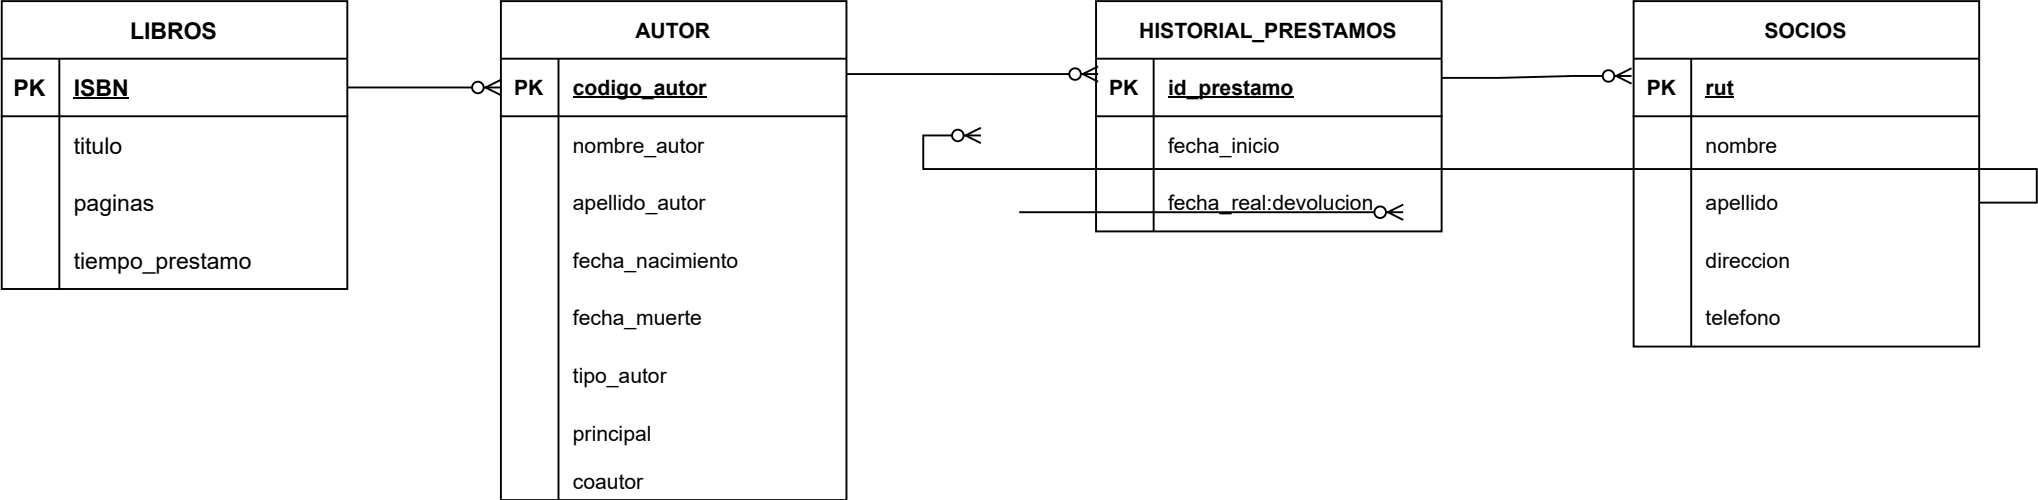 LIBROS
PK ISBN
titulo
paginas
tiempo_prestamo
AUTOR
PK codigo_autor
nombre_autor
apellido_autor
fecha_nacimiento
fecha_muerte
tipo_autor
principal
coautor
HISTORIAL_PRESTAMOS
PK id_prestamo
fecha_inicio
fecha_real:devolucion
SOCIOS
PK rut
nombre
apellido
direccion
telefono